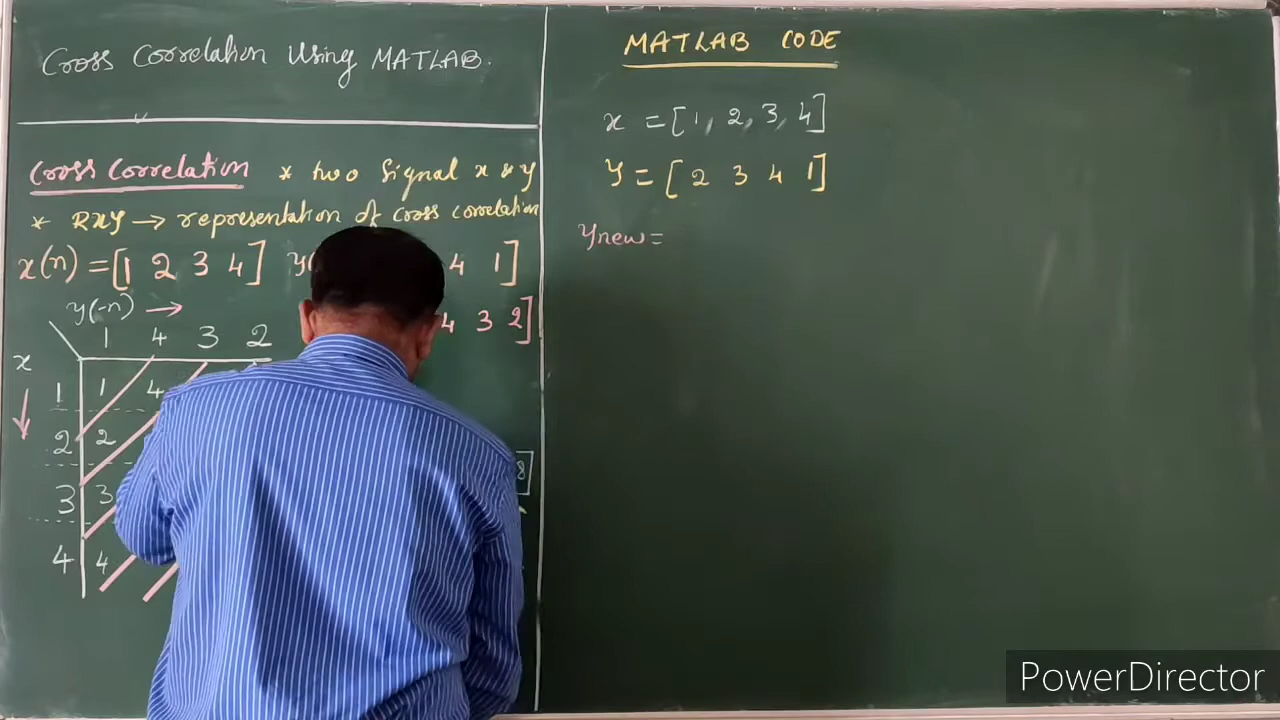 Cross Correlation Using MATLAB.
Cross Correlation * two Signal x & y
* RXY → representation of Cross correlation
x(n) = [1 2 3 4] y( 4 1]
y(-n) → 4 3 2]
1 4 3 2
x
1 1 4
2 2
3 3
4 4
8
MATLAB CODE
x = [1, 2, 3, 4]
Y = [2 3 4 1]
Ynew =
PowerDirector